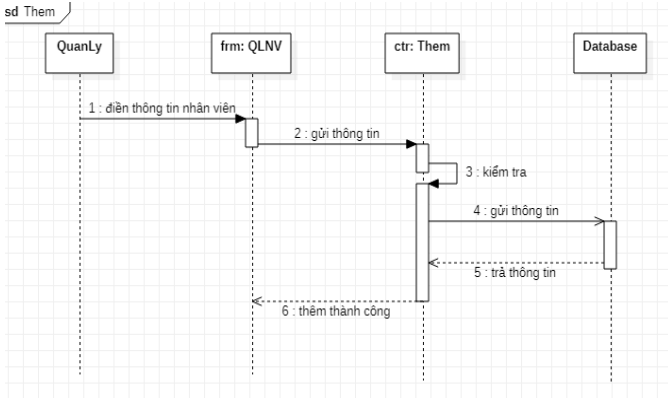 sd Them
QuanLy
frm: QLNV
ctr: Them
Database
1 : điền thông tin nhân viên
2 : gửi thông tin
3 : kiểm tra
4 : gửi thông tin
5 : trả thông tin
6 : thêm thành công